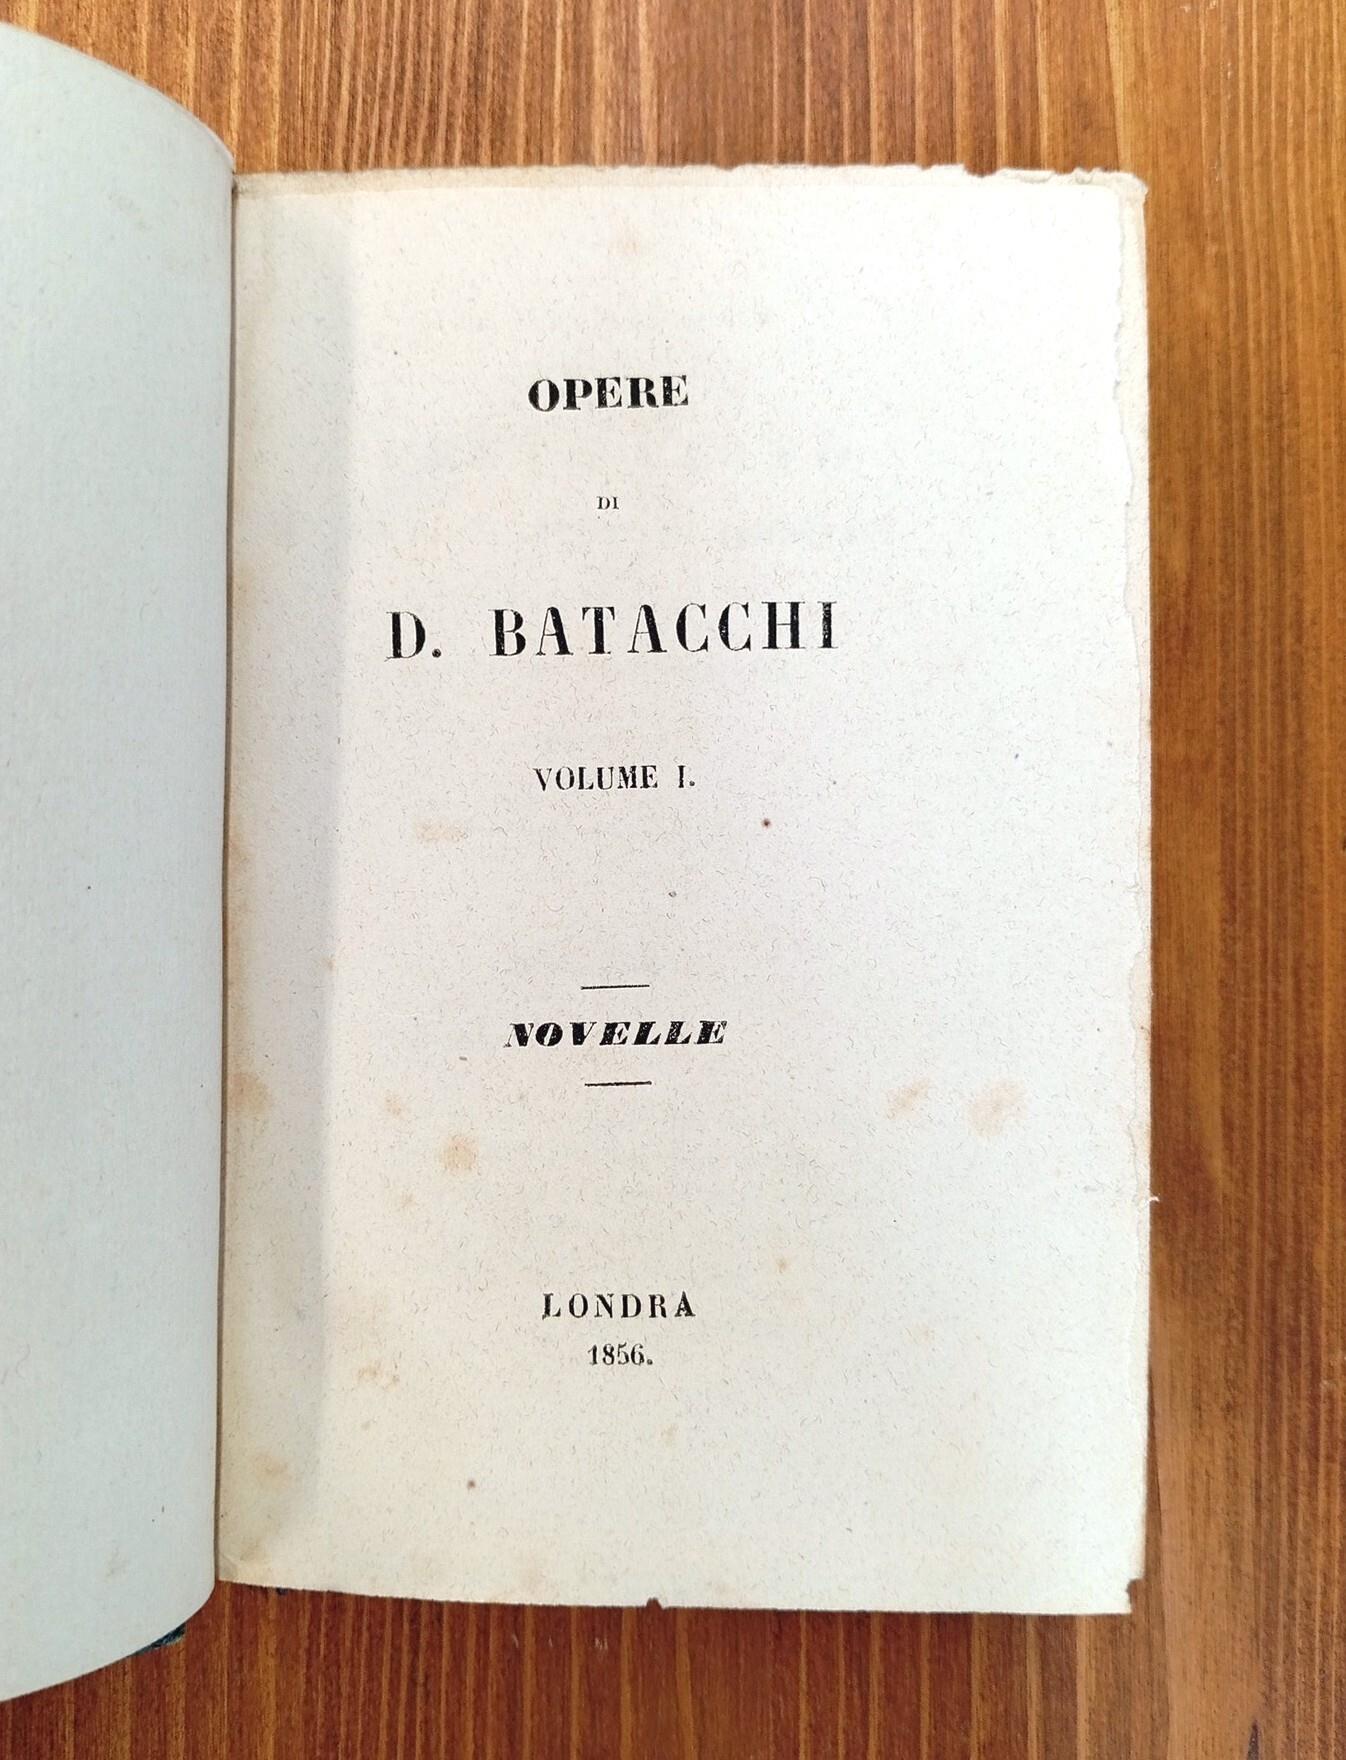 OPERE
DI
D. BATACCHI
VOLUME I.
NOVELLE
LONDRA
1856.